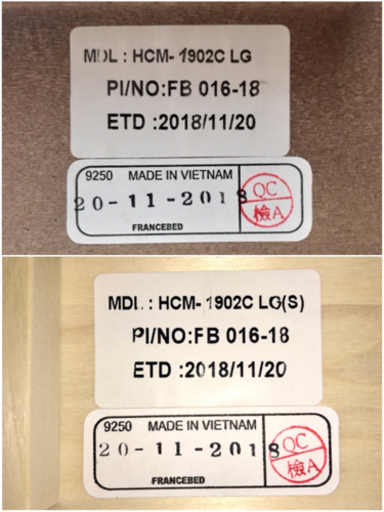 MDL : HCM- 1902C LG
PI/NO:FB 016-18
ETD :2018/11/20
9250 MADE IN VIETNAM
20-11-2018
QC
檢A
FRANCEBED
MDL : HCM- 1902C LG(S)
PI/NO:FB 016-18
ETD :2018/11/20
9250 MADE IN VIETNAM
20-11-2018
QC
檢A
FRANCEBED